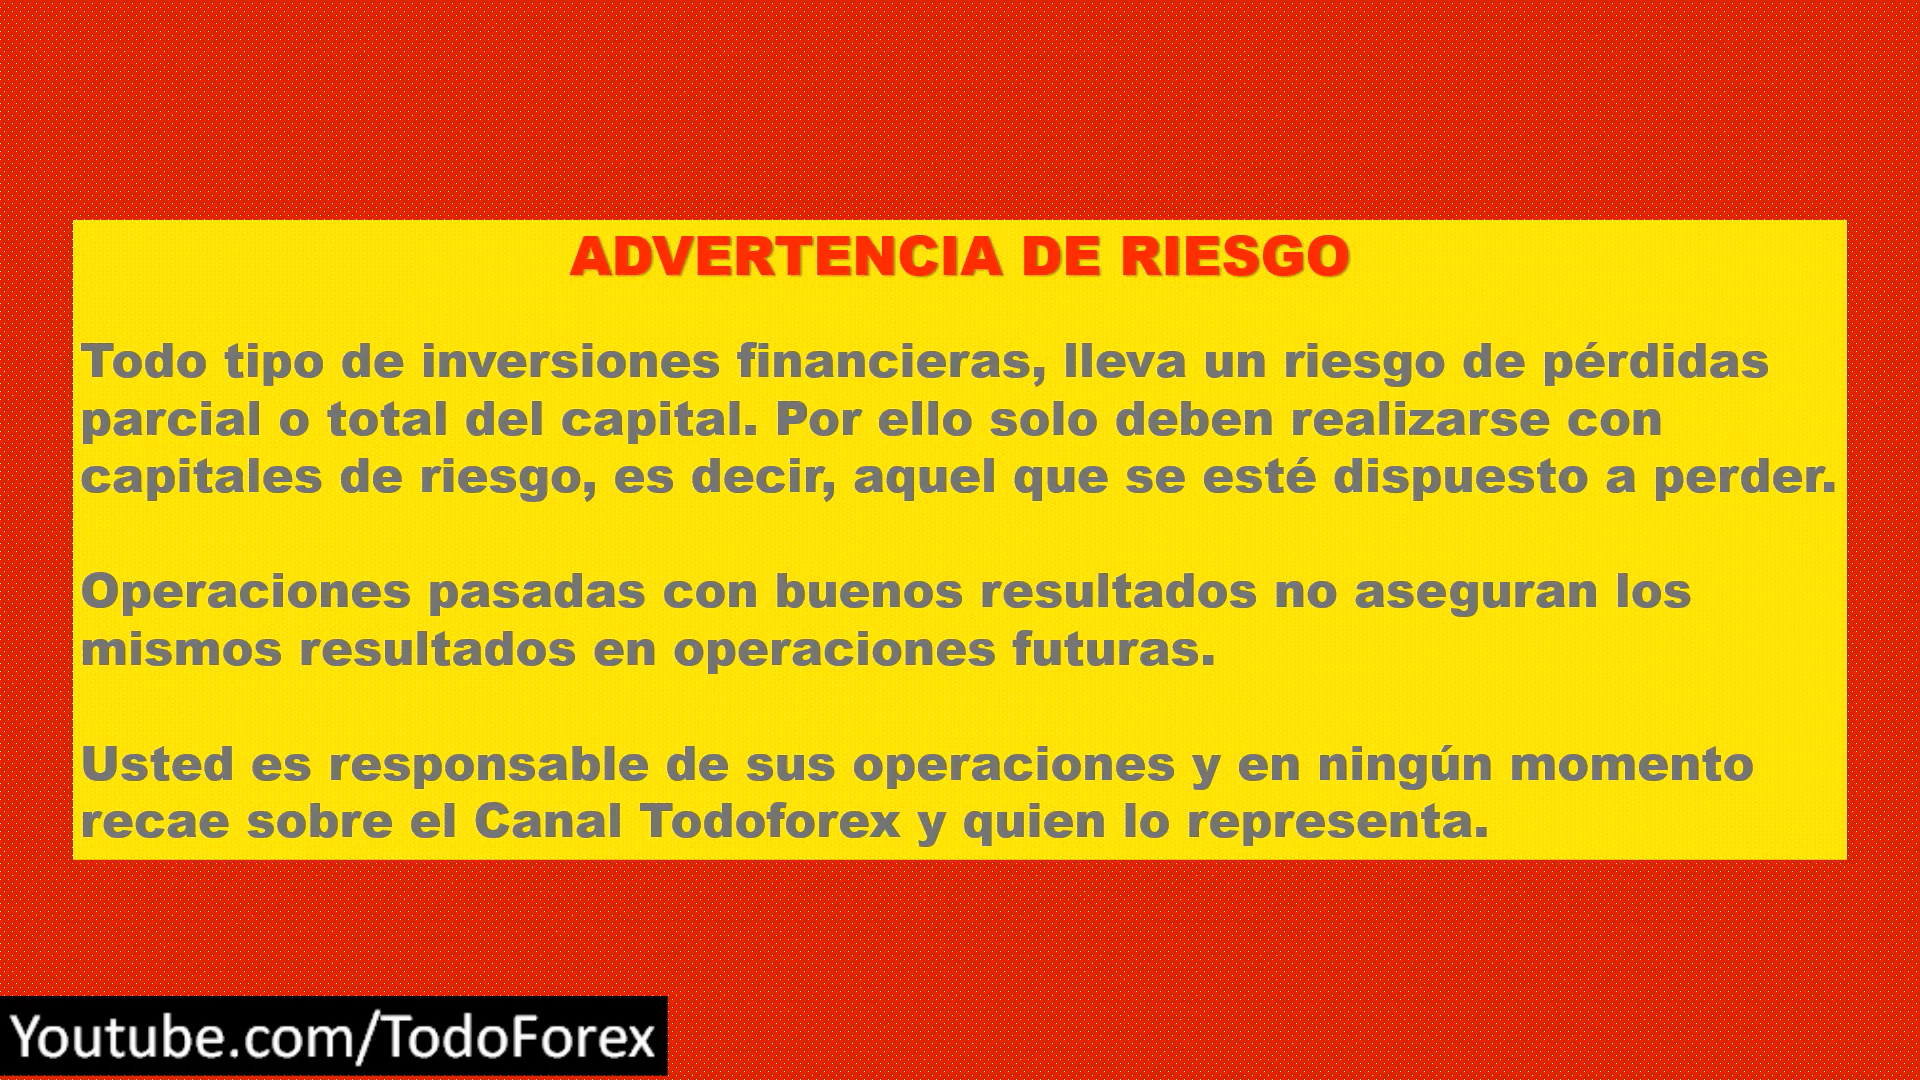 ADVERTENCIA DE RIESGO
Todo tipo de inversiones financieras, lleva un riesgo de pérdidas
parcial o total del capital. Por ello solo deben realizarse con
capitales de riesgo, es decir, aquel que se esté dispuesto a perder.
Operaciones pasadas con buenos resultados no aseguran los
mismos resultados en operaciones futuras.
Usted es responsable de sus operaciones y en ningún momento
recae sobre el Canal Todoforex y quien lo representa.
Youtube.com/TodoForex